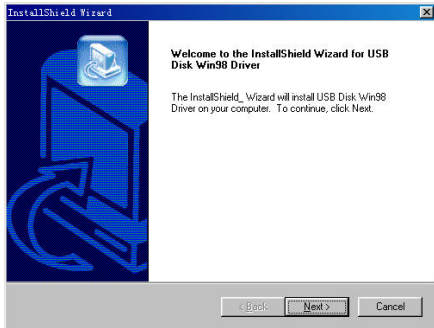 InstallShield Wizard
Welcome to the InstallShield Wizard for USB
Disk Win98 Driver
The InstallShield_ Wizard will install USB Disk Win98
Driver on your computer. To continue, click Next.
< Back
Next >
Cancel